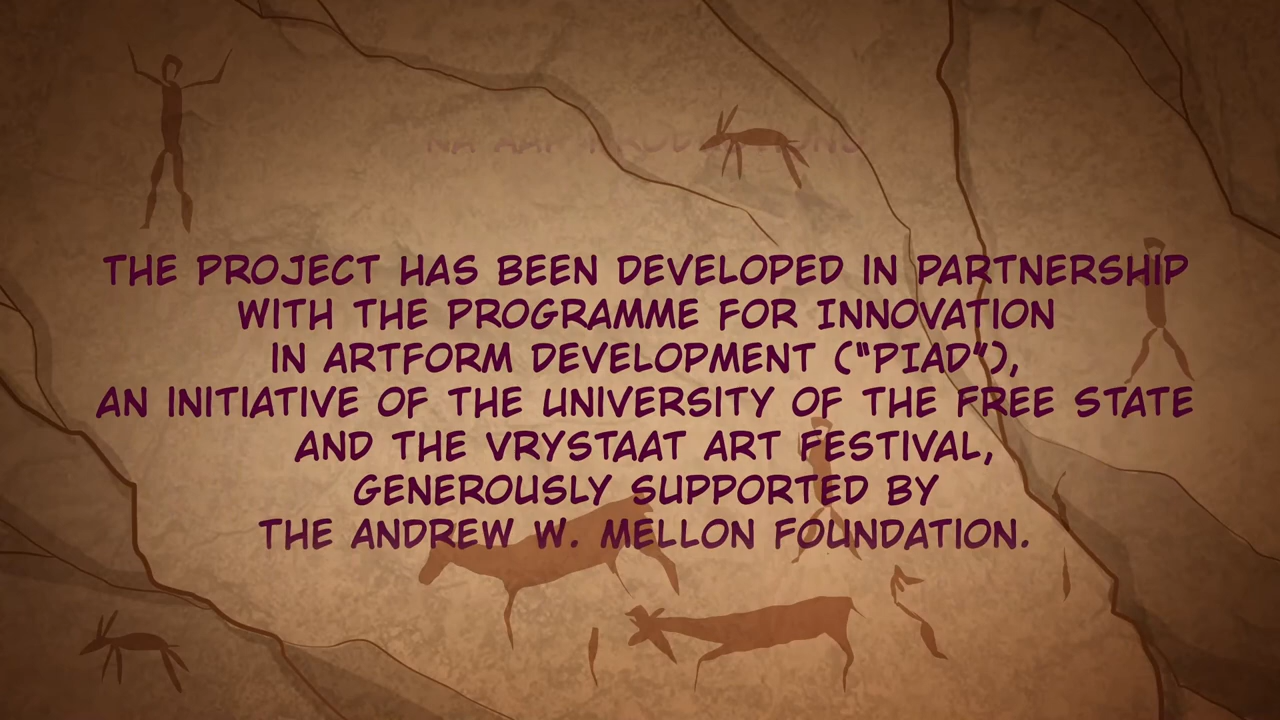 THE PROJECT HAS BEEN DEVELOPED IN PARTNERSHIP
WITH THE PROGRAMME FOR INNOVATION
IN ARTFORM DEVELOPMENT ("PIAD"),
AN INITIATIVE OF THE UNIVERSITY OF THE FREE STATE
AND THE VRYSTAAT ART FESTIVAL,
GENEROUSLY SUPPORTED BY
THE ANDREW W. MELLON FOUNDATION.